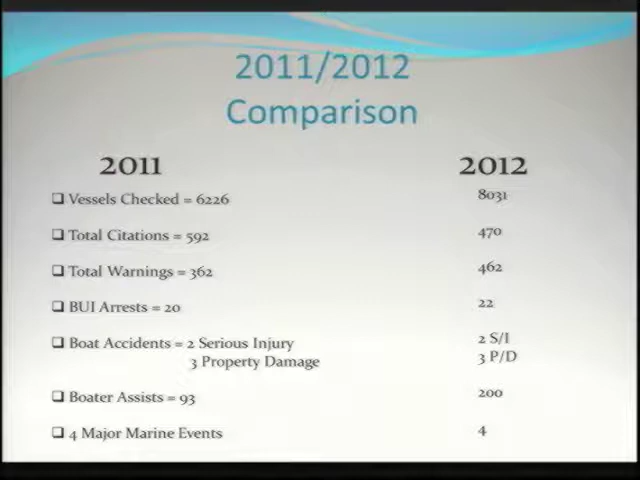 2011/2012
Comparison
2011 2012
❑ Vessels Checked = 6226 8031
❑ Total Citations = 592 470
❑ Total Warnings = 362 462
❑ BUI Arrests = 20 22
❑ Boat Accidents = 2 Serious Injury 2 S/I
3 Property Damage 3 P/D
❑ Boater Assists = 93 200
❑ 4 Major Marine Events 4